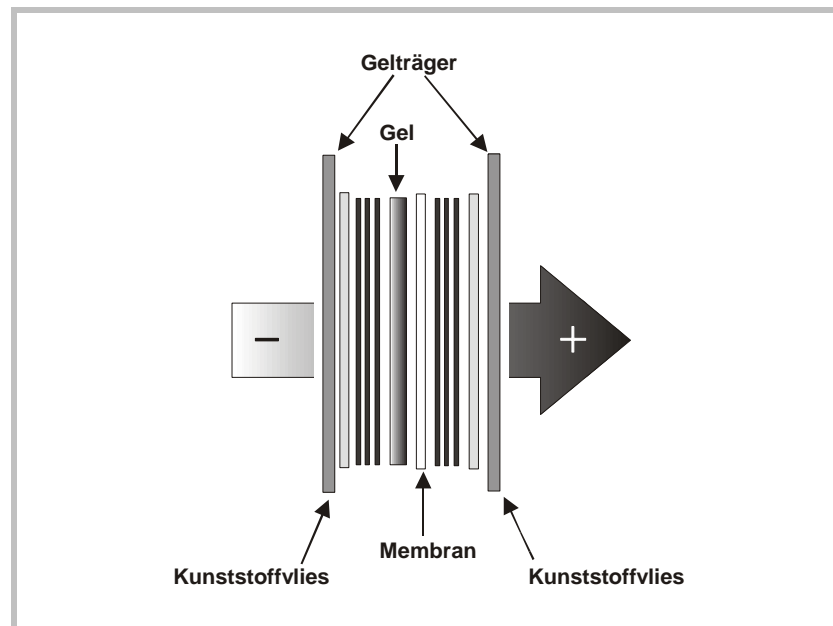 Gelträger
Gel
− +
Membran
Kunststoffvlies Kunststoffvlies